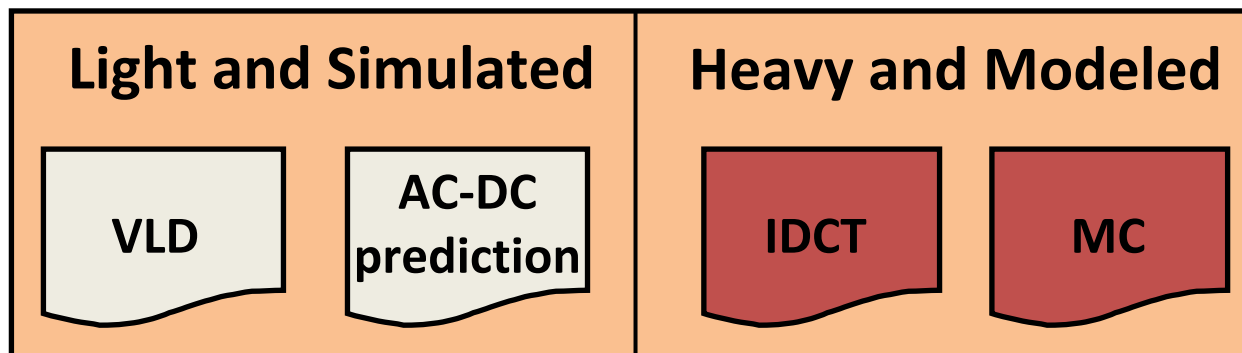 Light and Simulated
Heavy and Modeled
VLD
AC-DC
prediction
IDCT
MC